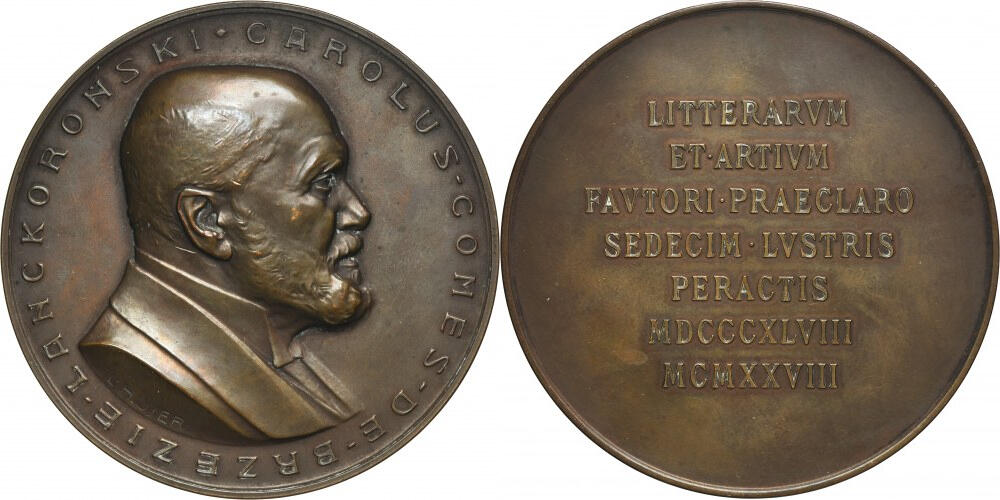 CAROLUS-COMES-DE-BRZEZIE·LANCKOROŃSKI·
LITTERARVM
ET·ARTIVM
FAVTORI·PRAECLARO
SEDECIM·LVSTRIS
PERACTIS
MDCCCXLVIII
MCMXXVIII